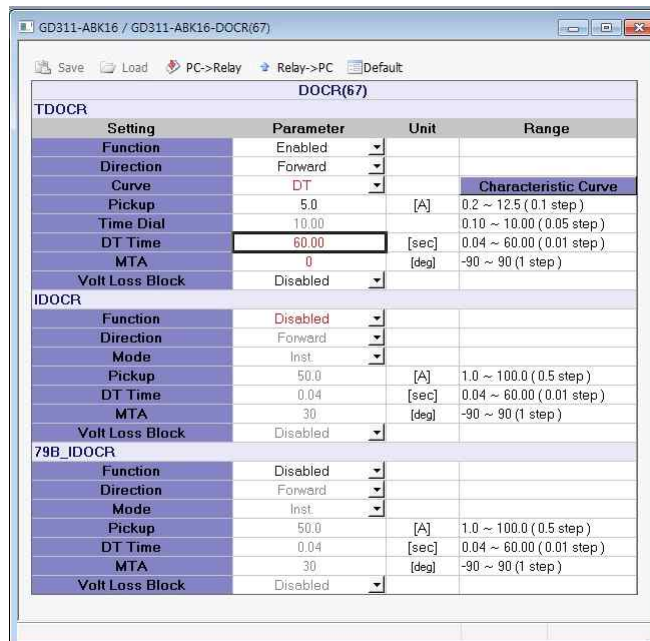 GD311-ABK16 / GD311-ABK16-DOCR(67)
Save Load PC->Relay Relay->PC Default
DOCR(67)
TDOCR
Setting Parameter Unit Range
Function Enabled
Direction Forward
Curve DT Characteristic Curve
Pickup 5.0 [A] 0.2 ~ 12.5 ( 0.1 step )
Time Dial 10.00 0.10 ~ 10.00 ( 0.05 step )
DT Time 60.00 [sec] 0.04 ~ 60.00 ( 0.01 step )
MTA 0 [deg] -90 ~ 90 (1 step )
Volt Loss Block Disabled
IDOCR
Function Disabled
Direction Forward
Mode Inst.
Pickup 50.0 [A] 1.0 ~ 100.0 ( 0.5 step )
DT Time 0.04 [sec] 0.04 ~ 60.00 ( 0.01 step )
MTA 30 [deg] -90 ~ 90 (1 step )
Volt Loss Block Disabled
79B_IDOCR
Function Disabled
Direction Forward
Mode Inst.
Pickup 50.0 [A] 1.0 ~ 100.0 ( 0.5 step )
DT Time 0.04 [sec] 0.04 ~ 60.00 ( 0.01 step )
MTA 30 [deg] -90 ~ 90 (1 step )
Volt Loss Block Disabled